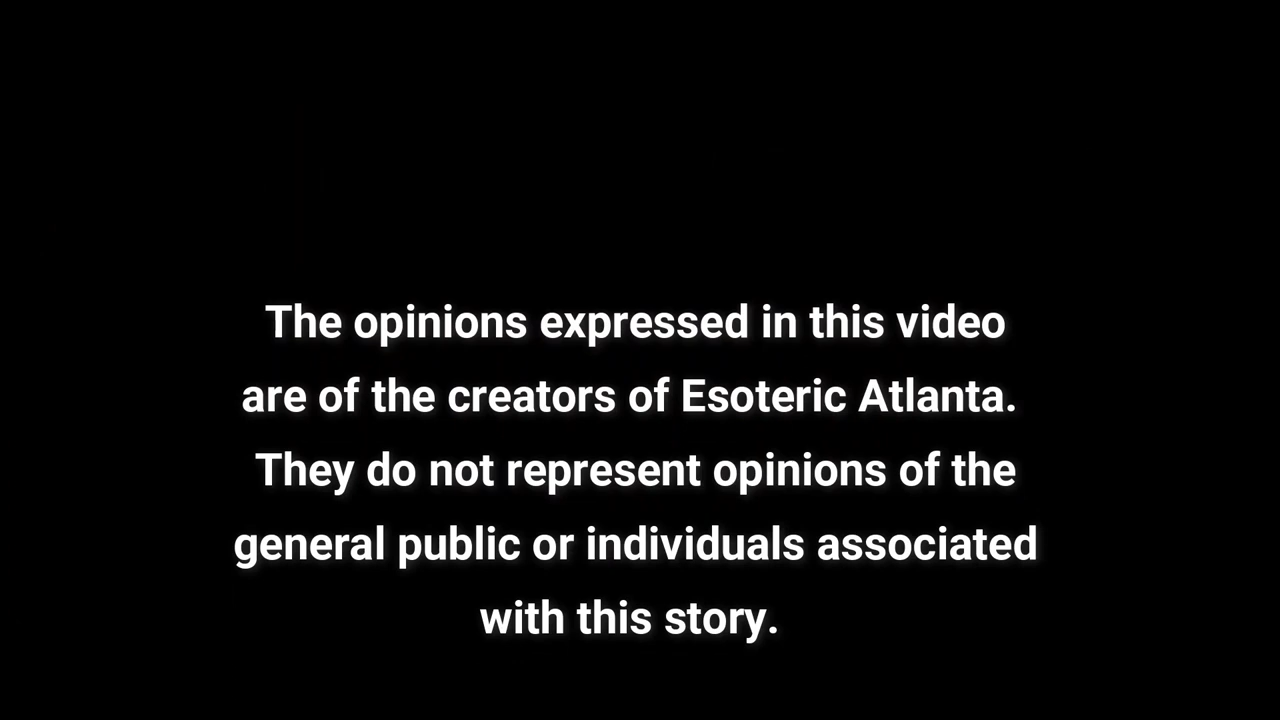 The opinions expressed in this video
are of the creators of Esoteric Atlanta.
They do not represent opinions of the
general public or individuals associated
with this story.